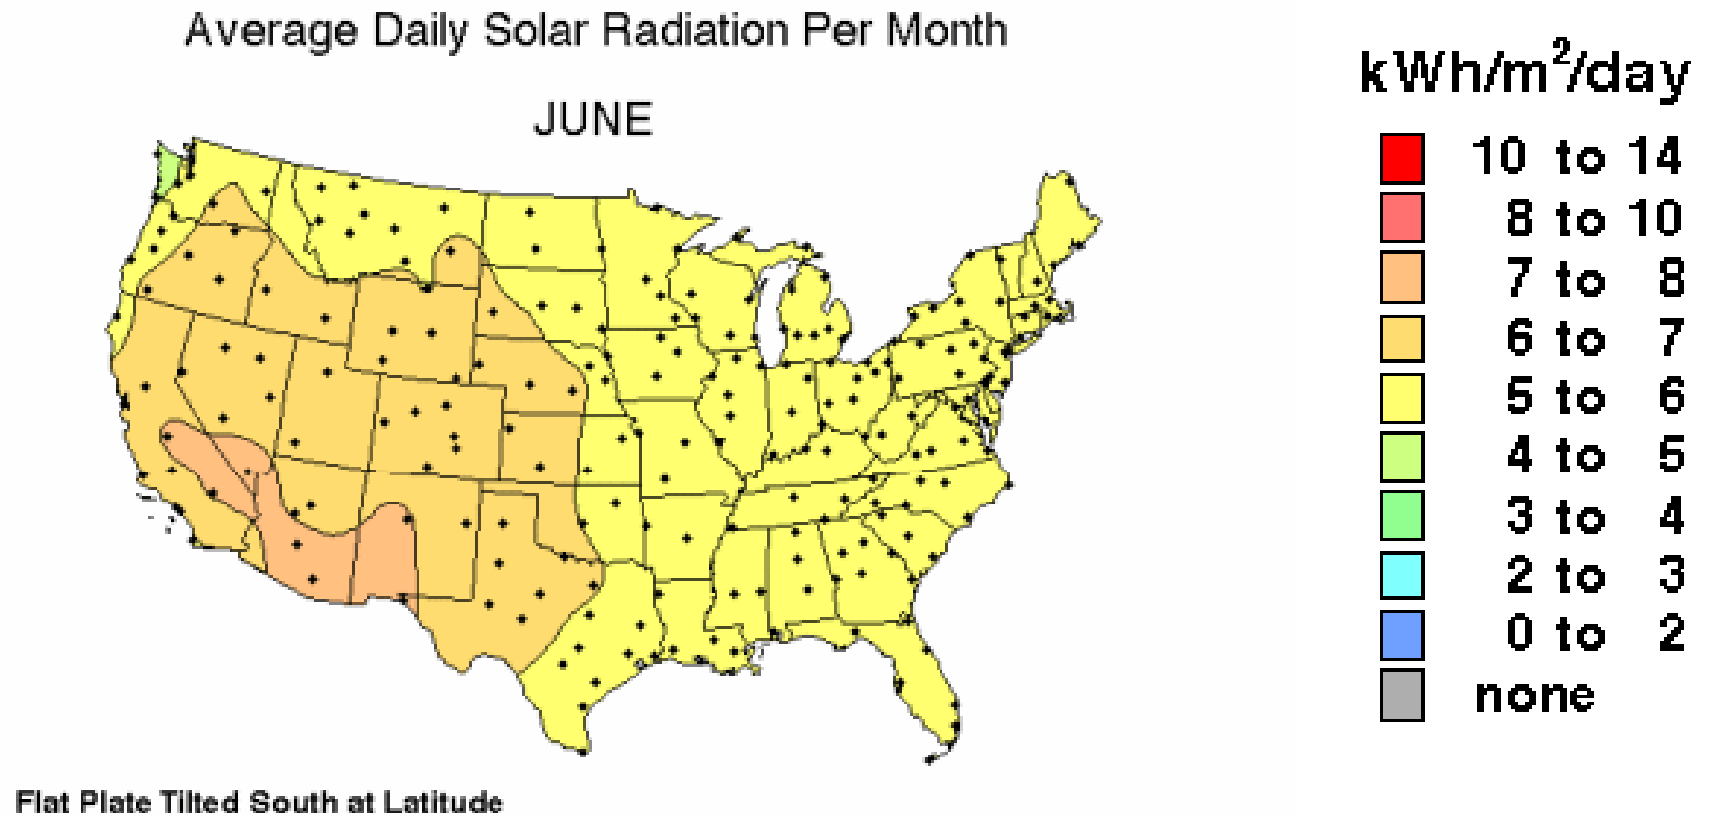 Average Daily Solar Radiation Per Month
JUNE
kWh/m²/day
10 to 14
8 to 10
7 to 8
6 to 7
5 to 6
4 to 5
3 to 4
2 to 3
0 to 2
none
Flat Plate Tilted South at Latitude